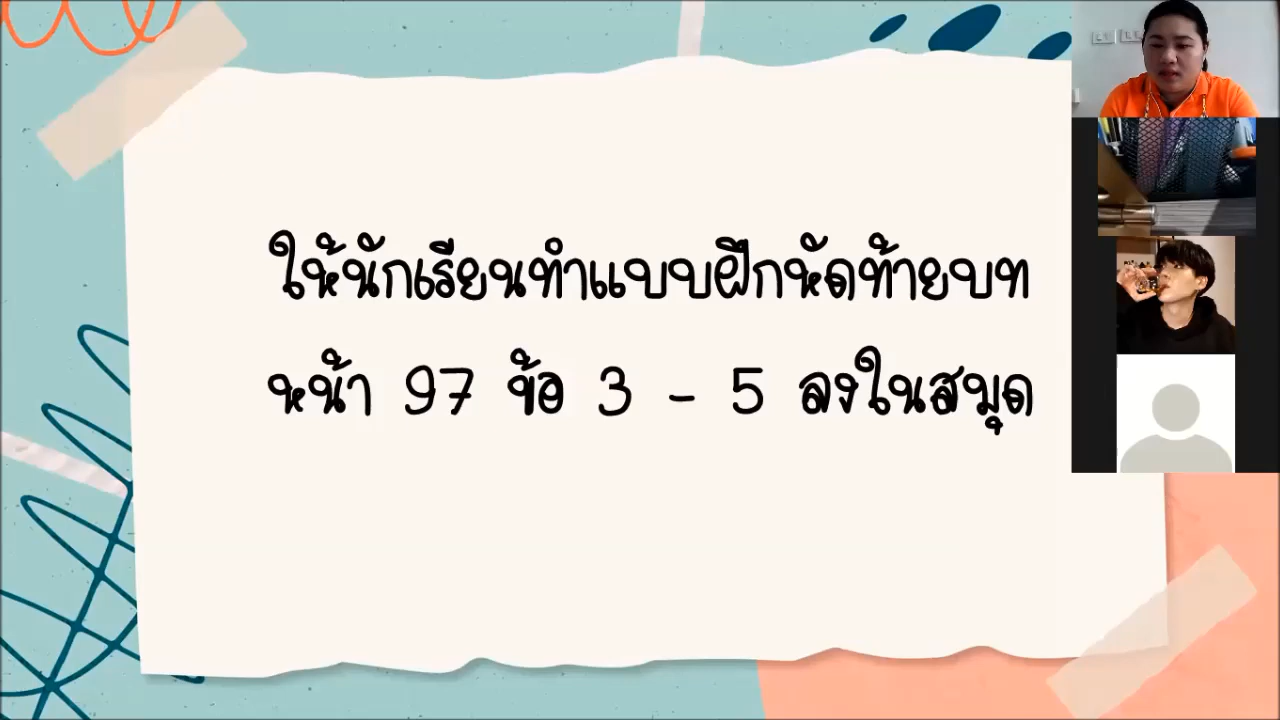 ให้นักเรียนทำแบบฝึกหัดท้ายบท
หน้า 97 ข้อ 3 - 5 ลงในสมุด